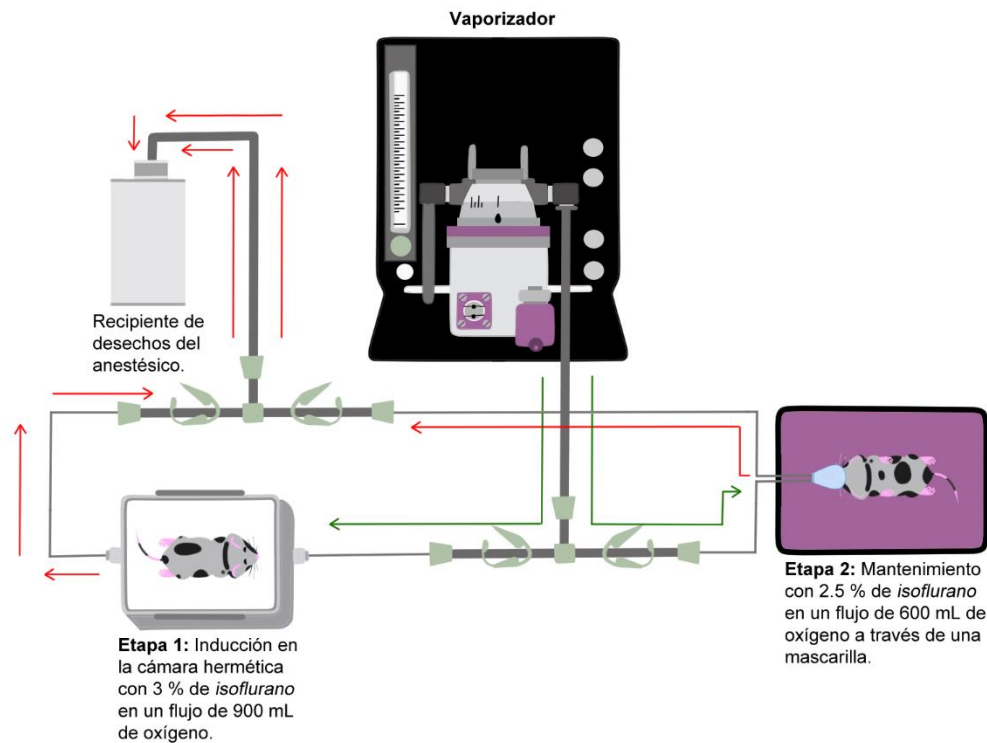 Vaporizador
Recipiente de
desechos del
anestésico.
Etapa 1: Inducción en
la cámara hermética
con 3 % de isoflurano
en un flujo de 900 mL
de oxígeno.
Etapa 2: Mantenimiento
con 2.5 % de isoflurano
en un flujo de 600 mL de
oxígeno a través de una
mascarilla.